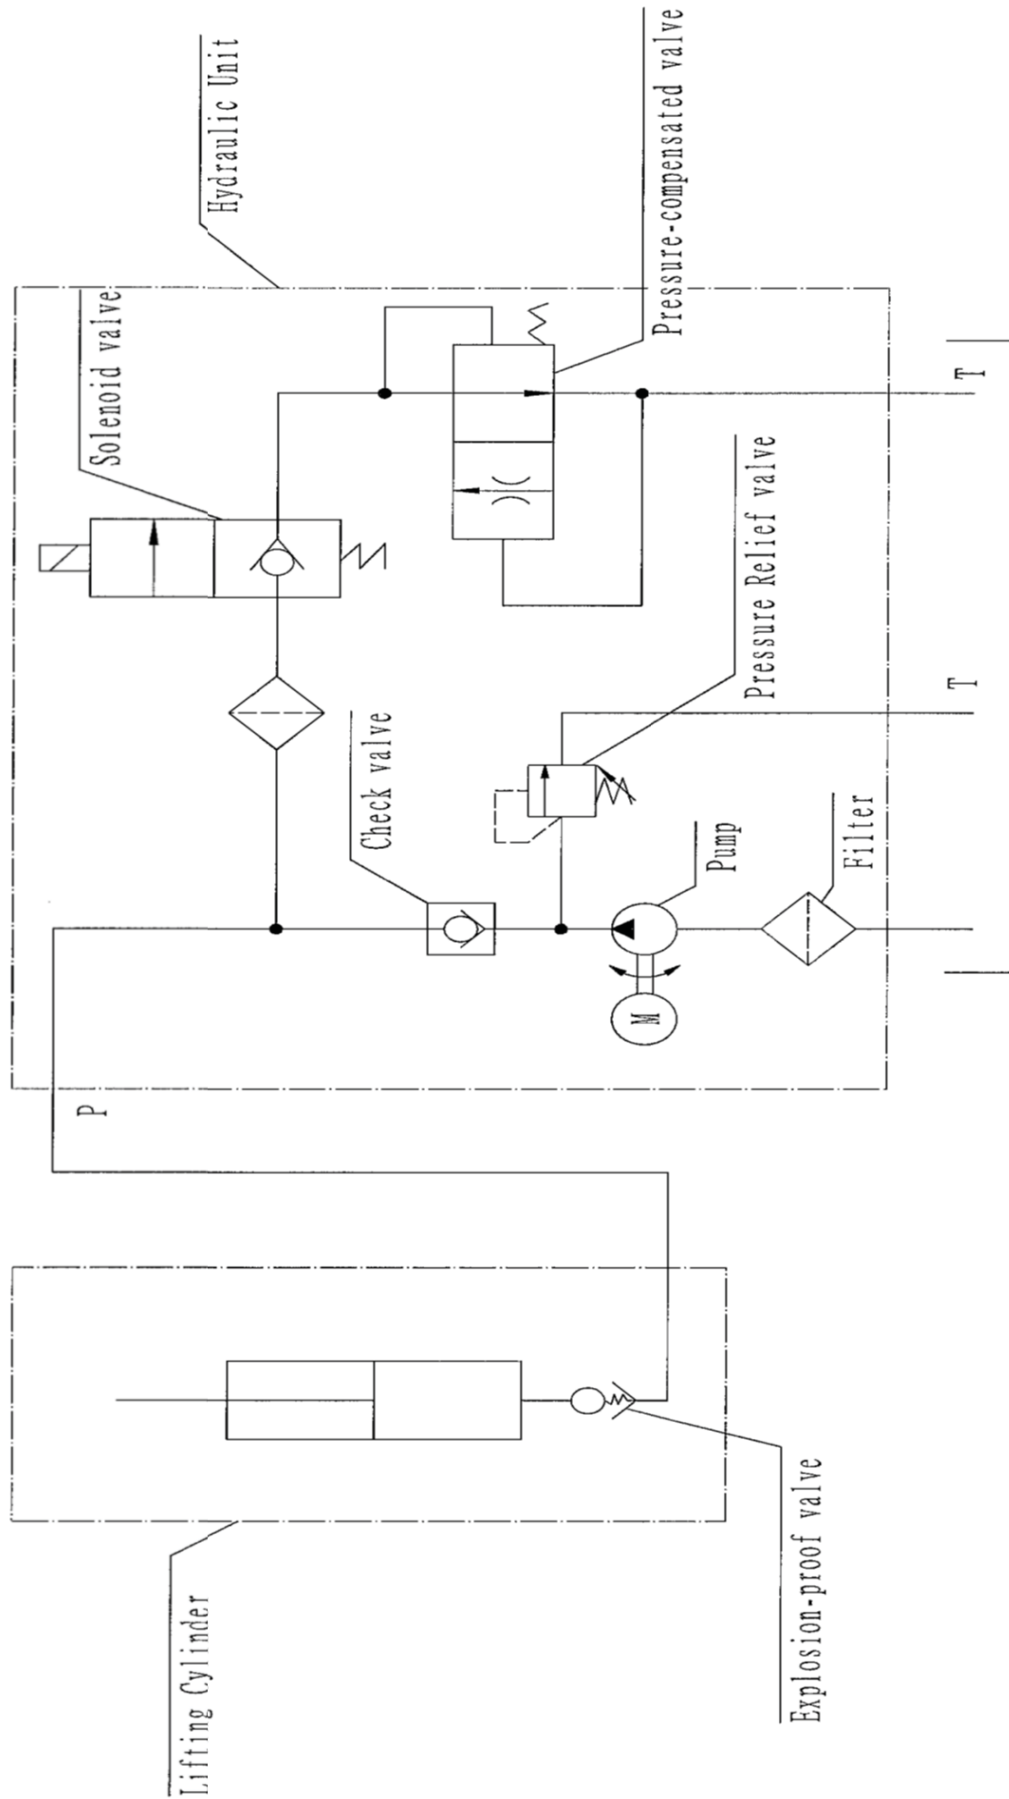 Hydraulic Unit
Solenoid valve
Pressure-compensated valve
T
Pressure Relief valve
T
Check valve
Pump
Filter
M
P
Lifting Cylinder
Explosion-proof valve